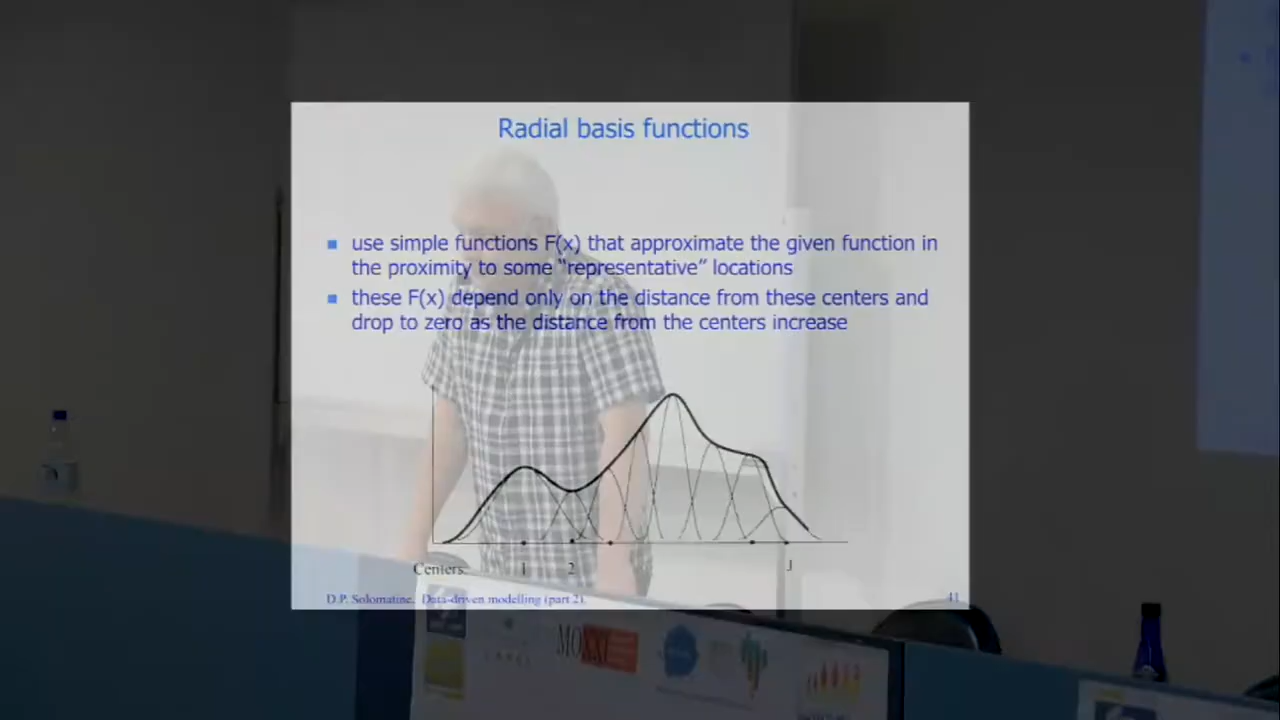 Radial basis functions
use simple functions F(x) that approximate the given function in
the proximity to some “representative” locations
these F(x) depend only on the distance from these centers and
drop to zero as the distance from the centers increase
Centers: 1 2 J
D.P. Solomatine. Data-driven modelling (part 2). 41
MOXXI